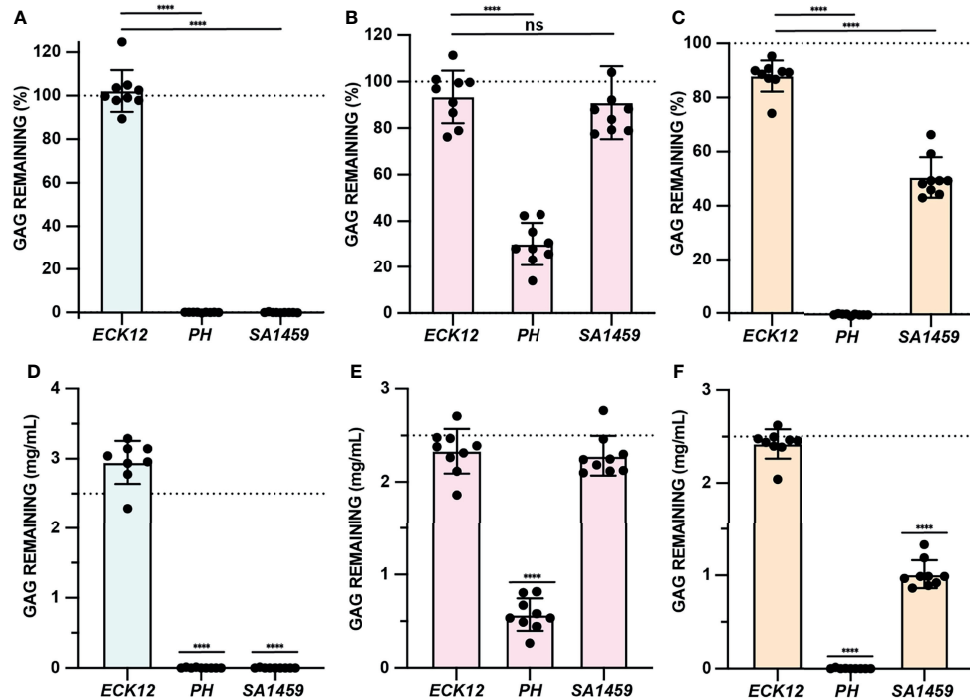 A
****
****
GAG REMAINING (%)
120
100
80
60
40
20
0
ECK12 PH SA1459
B
****
ns
GAG REMAINING (%)
120
100
80
60
40
20
0
ECK12 PH SA1459
C
****
****
GAG REMAINING (%)
100
80
60
40
20
0
ECK12 PH SA1459
D
GAG REMAINING (mg/mL)
4
3
2
1
0
**** ****
ECK12 PH SA1459
E
GAG REMAINING (mg/mL)
3
2
1
0
****
ECK12 PH SA1459
F
GAG REMAINING (mg/mL)
3
2
1
0
****
****
ECK12 PH SA1459